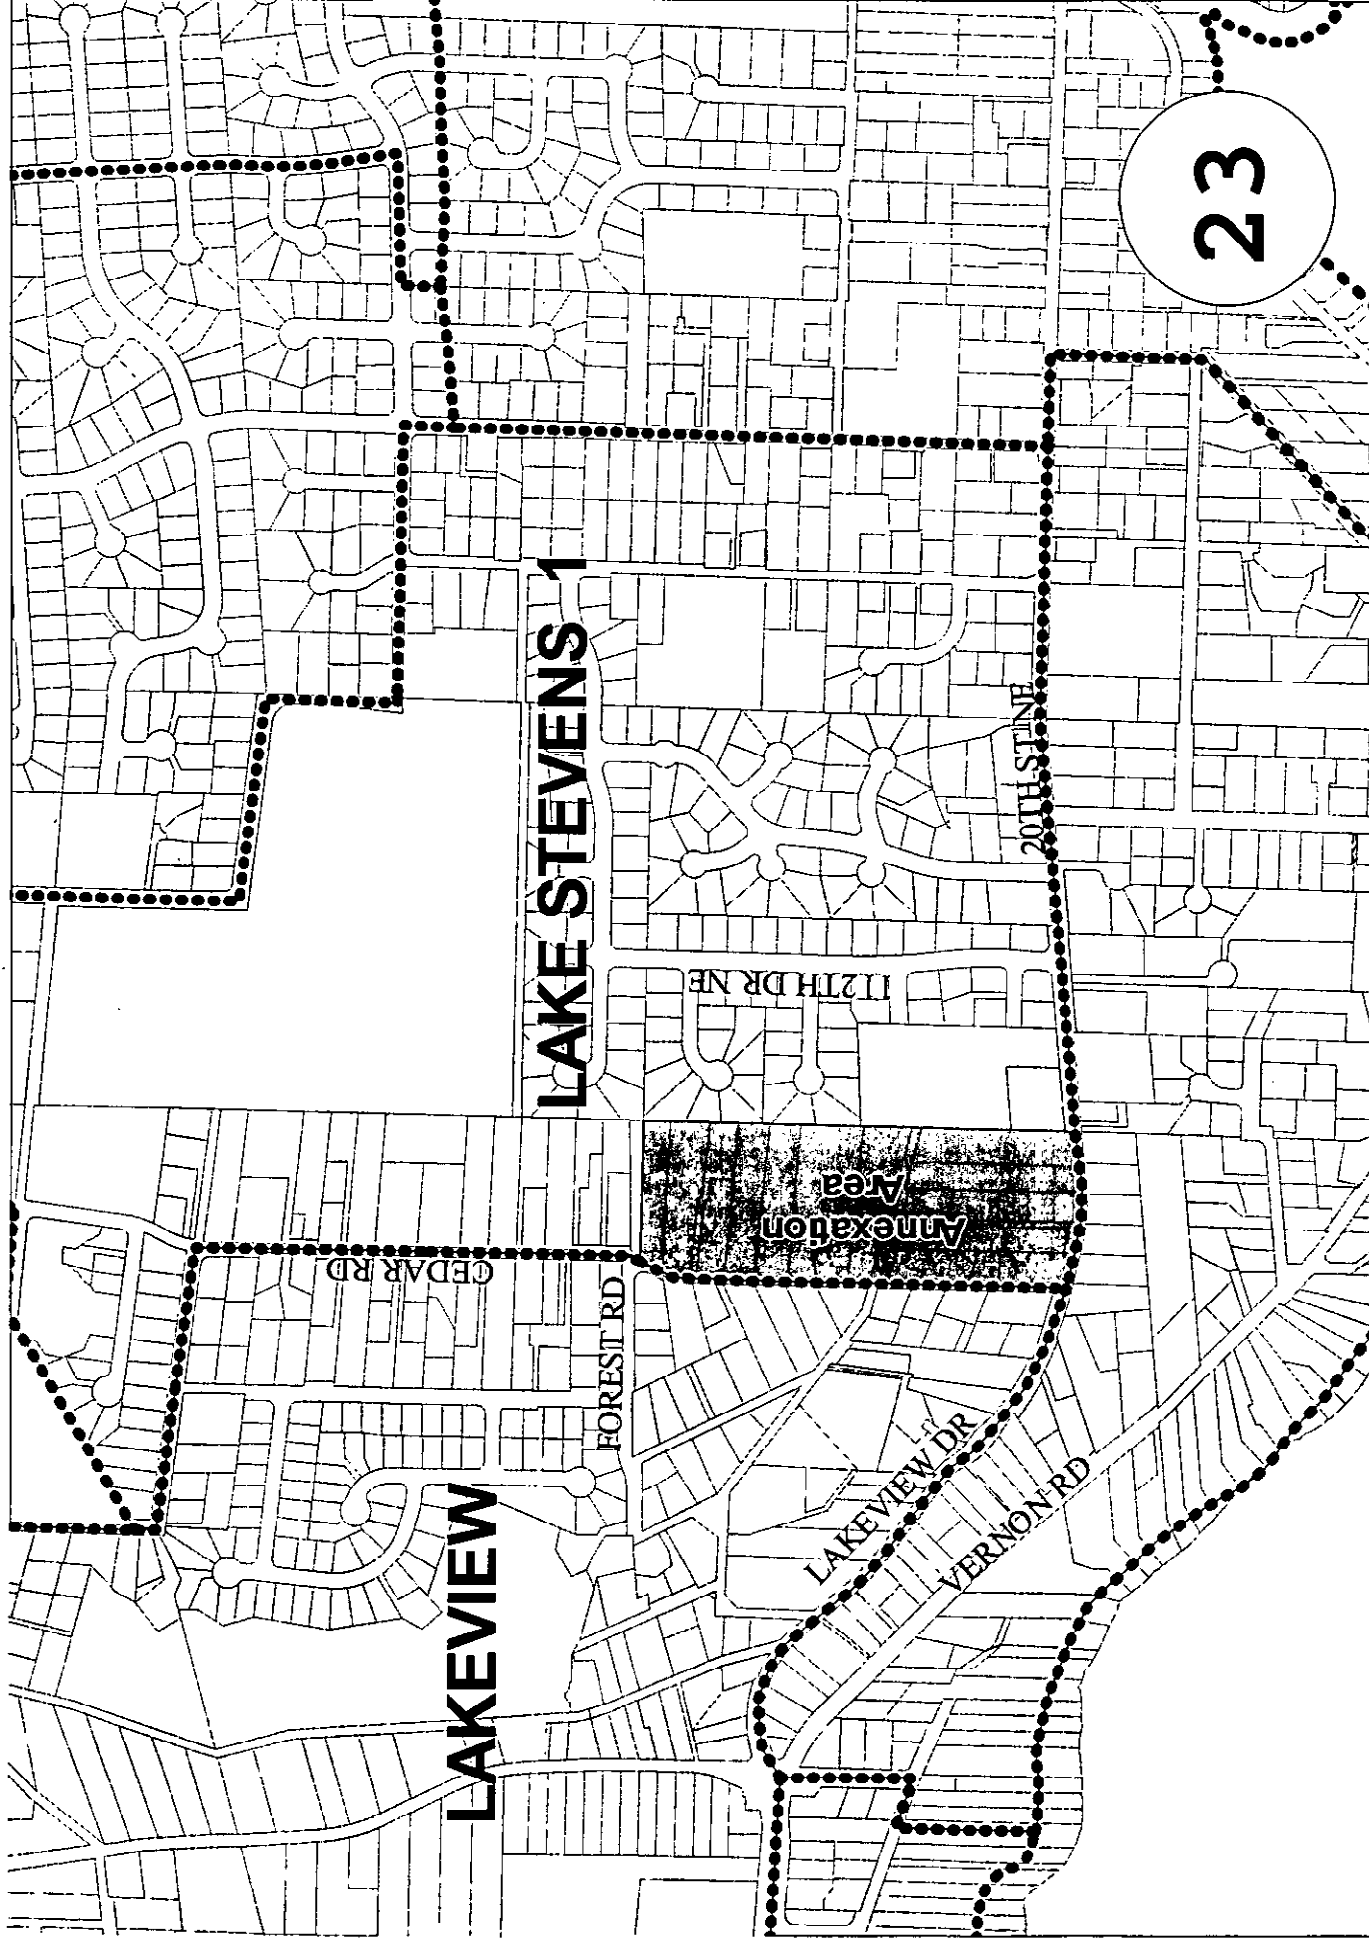 23
LAKE STEVENS 1
20TH ST NE
112TH DR NE
Annexation
Area
CEDAR RD
FOREST RD
LAKEVIEW
LAKEVIEW DR
VERNON RD